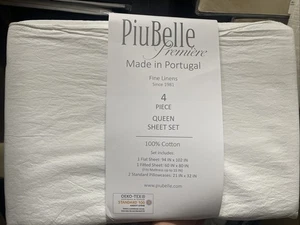 PiuBelle
Première
Made in Portugal
Fine Linens
Since 1981
4
PIECE
QUEEN
SHEET SET
100% Cotton
Set includes:
1 Flat Sheet: 96 IN x 102 IN
1 Fitted Sheet: 60 IN x 80 IN
2 Standard Pillowcases: 21 IN x 32 IN
OEKO-TEX®
STANDARD 100
www.piubelle.com